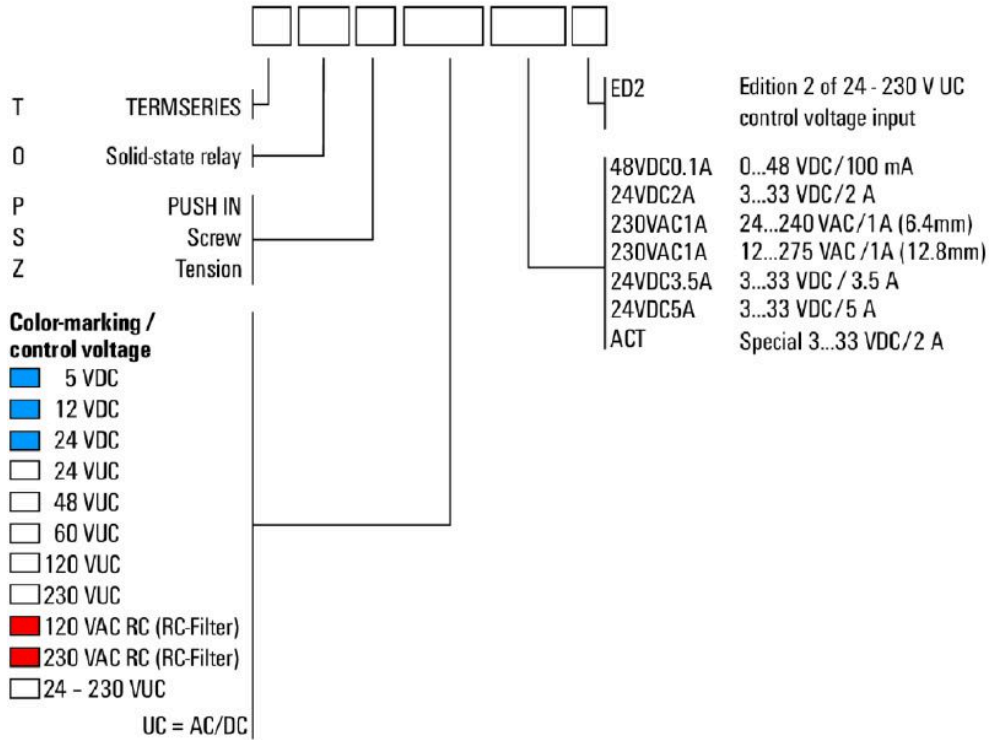 T TERMSERIES
O Solid-state relay
P PUSH IN
S Screw
Z Tension
Color-marking /
control voltage
5 VDC
12 VDC
24 VDC
24 VUC
48 VUC
60 VUC
120 VUC
230 VUC
120 VAC RC (RC-Filter)
230 VAC RC (RC-Filter)
24 – 230 VUC
UC = AC/DC
ED2 Edition 2 of 24 - 230 V UC
control voltage input
48VDC0.1A 0...48 VDC/100 mA
24VDC2A 3...33 VDC/2 A
230VAC1A 24...240 VAC/1A (6.4mm)
230VAC1A 12...275 VAC /1A (12.8mm)
24VDC3.5A 3...33 VDC / 3.5 A
24VDC5A 3...33 VDC/5 A
ACT Special 3...33 VDC/2 A